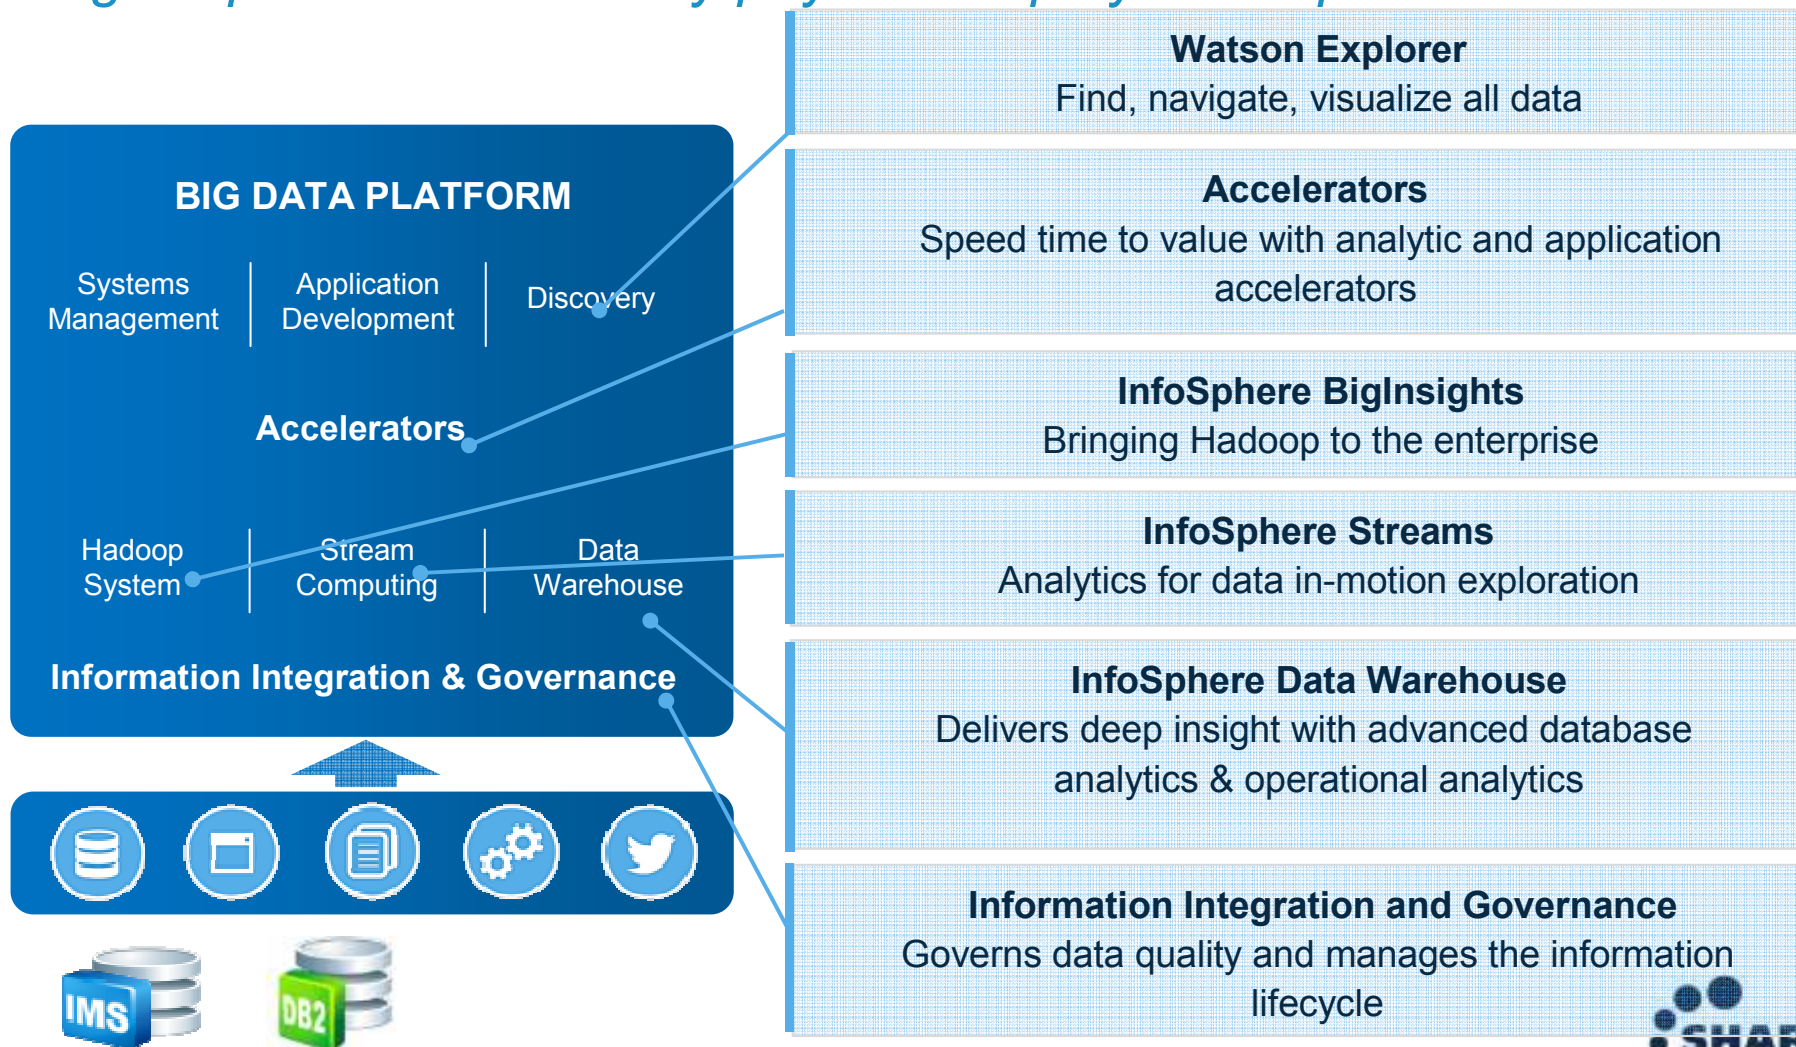 Watson Explorer
Find, navigate, visualize all data
BIG DATA PLATFORM
Systems
Management
Application
Development
Discovery
Accelerators
Hadoop
System
Stream
Computing
Data
Warehouse
Information Integration & Governance
IMS
DB2
Accelerators
Speed time to value with analytic and application
accelerators
InfoSphere BigInsights
Bringing Hadoop to the enterprise
InfoSphere Streams
Analytics for data in-motion exploration
InfoSphere Data Warehouse
Delivers deep insight with advanced database
analytics & operational analytics
Information Integration and Governance
Governs data quality and manages the information
lifecycle